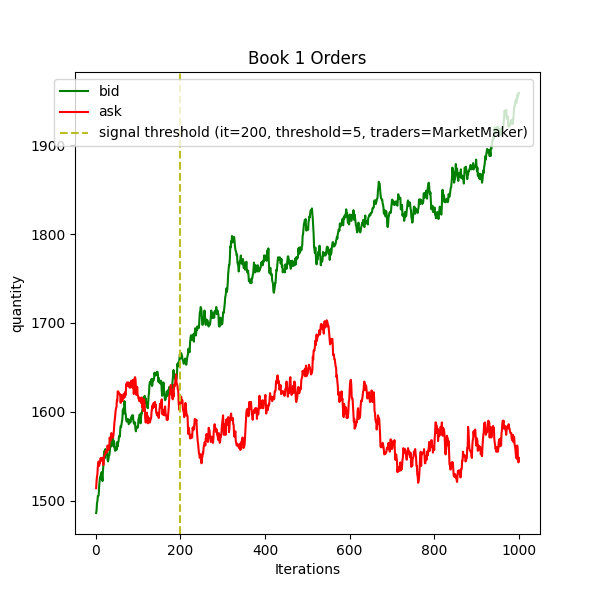 Book 1 Orders
bid
ask
signal threshold (it=200, threshold=5, traders=MarketMaker)
1900
1800
1700
1600
1500
quantity
0 200 400 600 800 1000
Iterations